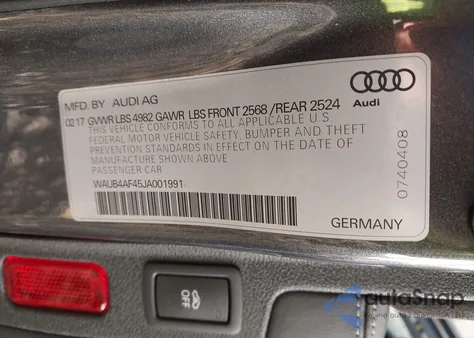 MFD. BY AUDI AG
02 17 GVWR LBS 4982 GAWR LBS FRONT 2568 /REAR 2524
THIS VEHICLE CONFORMS TO ALL APPLICABLE
FEDERAL MOTOR VEHICLE SAFETY, BUMPER AND THEFT
PREVENTION STANDARDS IN EFFECT ON THE DATE OF
MANUFACTURE SHOWN ABOVE
PASSENGER CAR
WAUB4AF45JA001991
Audi
0740408
GERMANY
OFF
autoSnap